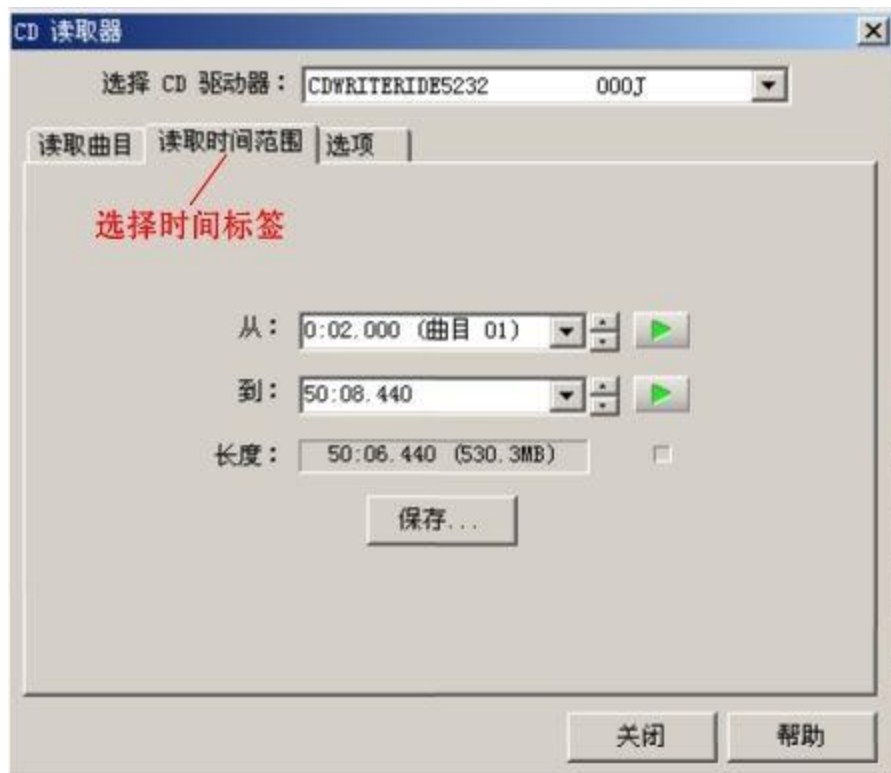 CD 读取器
选择 CD 驱动器： CDWRITERIDE5232 000J
读取曲目 读取时间范围 选项
选择时间标签
从： 0:02.000 (曲目 01)
到： 50:08.440
长度： 50:06.440 (530.3MB)
保存...
关闭 帮助